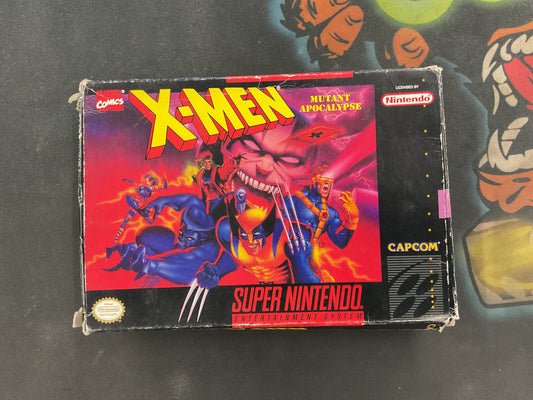 COMICS
X-MEN
MUTANT
APOCALYPSE
LICENSED BY
Nintendo
CAPCOM
SUPER NINTENDO
ENTERTAINMENT SYSTEM